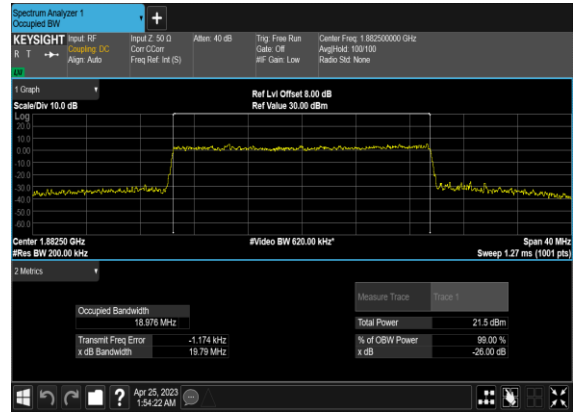 Spectrum Analyzer 1
Occupied BW
KEYSIGHT Input: RF Input Z: 50 Ω Atten: 40 dB Trig: Free Run Center Freq: 1.882500000 GHz
R T Coupling: DC Corr CCorr Gate: Off Avg|Hold: 100/100
Align: Auto Freq Ref: Int (S) #IF Gain: Low Radio Std: None
1 Graph
Scale/Div 10.0 dB
Ref Lvl Offset 8.00 dB
Ref Value 30.00 dBm
Log
20.0
10.0
0.00
-10.0
-20.0
-30.0
-40.0
-50.0
-60.0
Center 1.88250 GHz #Video BW 620.00 kHz* Span 40 MHz
#Res BW 200.00 kHz Sweep 1.27 ms (1001 pts)
2 Metrics
Measure Trace Trace 1
Occupied Bandwidth
18.976 MHz Total Power 21.5 dBm
Transmit Freq Error -1.174 kHz % of OBW Power 99.00 %
x dB Bandwidth 19.79 MHz x dB -26.00 dB
Apr 25, 2023
1:54:22 AM